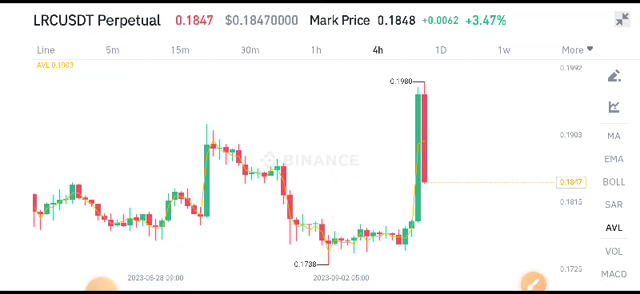 LRCUSDT Perpetual 0.1847 $0.18470000 Mark Price 0.1848 +0.0062 +3.47%
Line 5m 15m 30m 1h 4h 1D 1w More
AVL 0.1903
0.1992
0.1980
0.1903
BINANCE
0.1847
0.1815
0.1738
0.1725
2023-08-28 09:00 2023-09-02 05:00
MA
EMA
BOLL
SAR
AVL
VOL
MACD